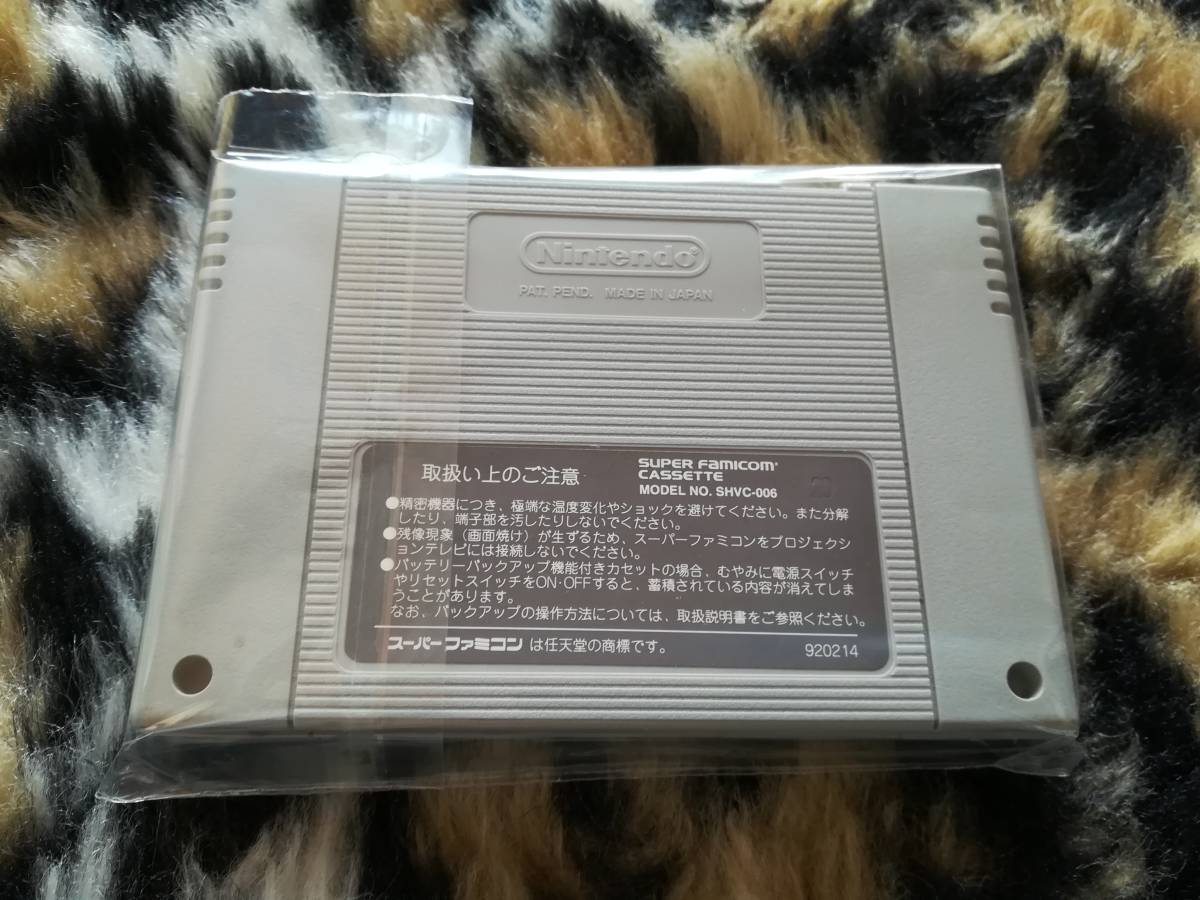 Nintendo®
PAT. PEND. MADE IN JAPAN
取扱い上のご注意
SUPER FAMICOM®
CASSETTE
MODEL NO. SHVC-006
●精密機器につき、極端な温度変化やショックを避けてください。また分解
したり、端子部を汚したりしないでください。
●残像現象（画面焼け）が生ずるため、スーパーファミコンをプロジェクシ
ョンテレビには接続しないでください。
●バッテリーバックアップ機能付きカセットの場合、むやみに電源スイッチ
やリセットスイッチをON・OFFすると、蓄積されている内容が消えてしま
うことがあります。
なお、バックアップの操作方法については、取扱説明書をご参照ください。
スーパーファミコン は任天堂の商標です。
920214